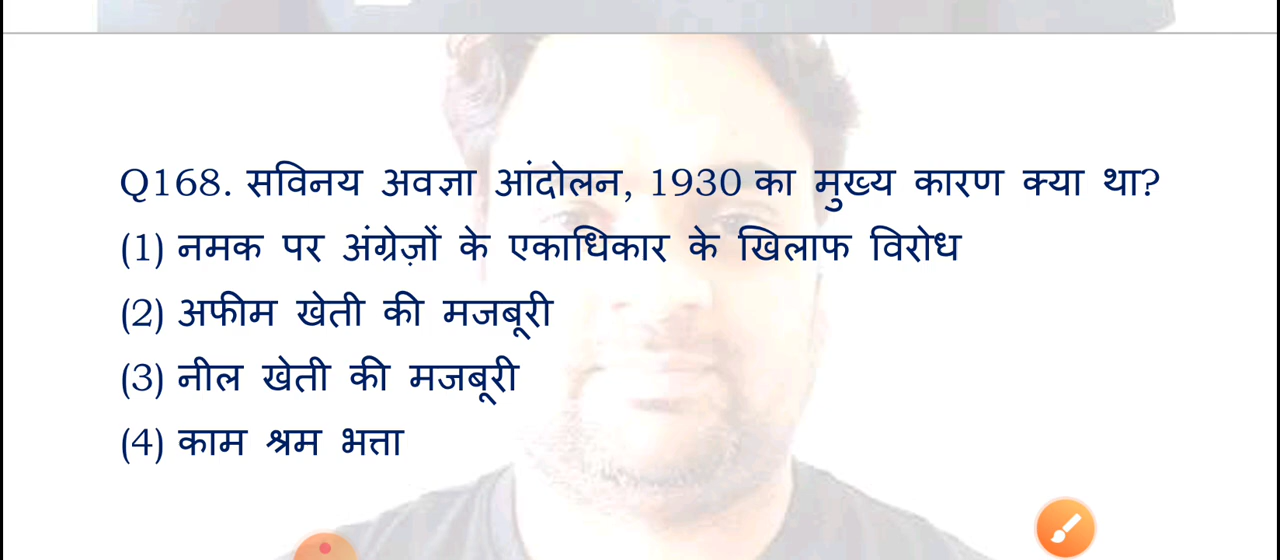 Q168. सविनय अवज्ञा आंदोलन, 1930 का मुख्य कारण क्या था?
(1) नमक पर अंग्रेज़ों के एकाधिकार के खिलाफ विरोध
(2) अफीम खेती की मजबूरी
(3) नील खेती की मजबूरी
(4) काम श्रम भत्ता